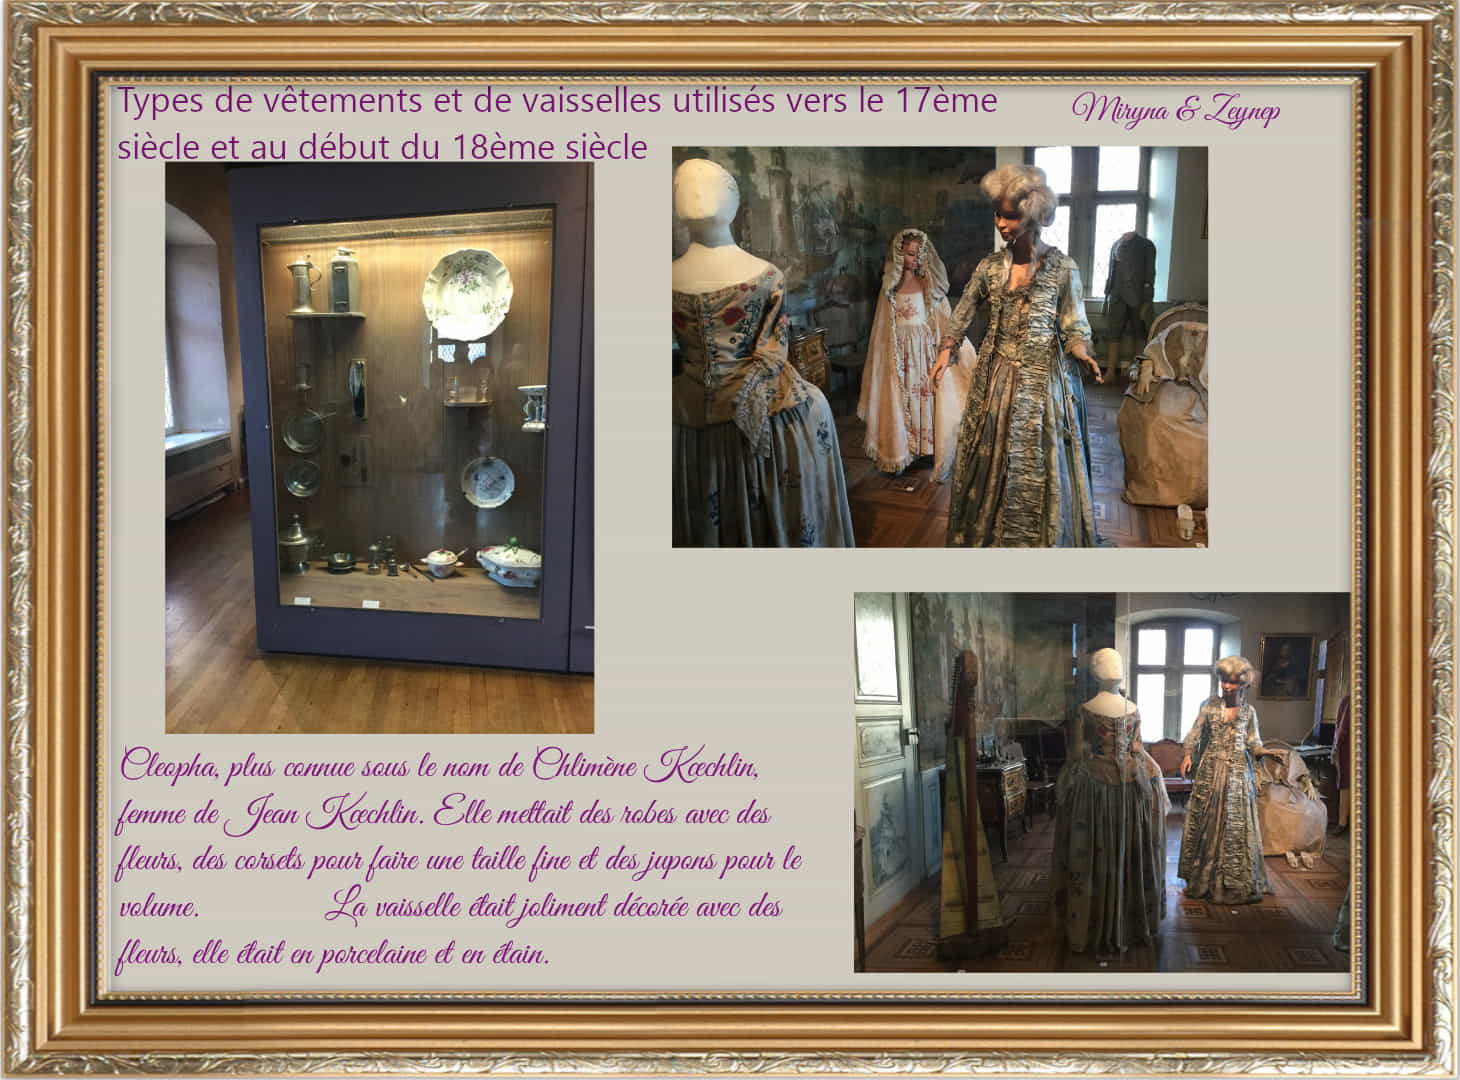 Types de vêtements et de vaisselles utilisés vers le 17ème
siècle et au début du 18ème siècle
Miryna & Zeynep
Cleopha, plus connue sous le nom de Chlimène Kœchlin,
femme de Jean Kœchlin. Elle mettait des robes avec des
fleurs, des corsets pour faire une taille fine et des jupons pour le
volume. La vaisselle était joliment décorée avec des
fleurs, elle était en porcelaine et en étain.